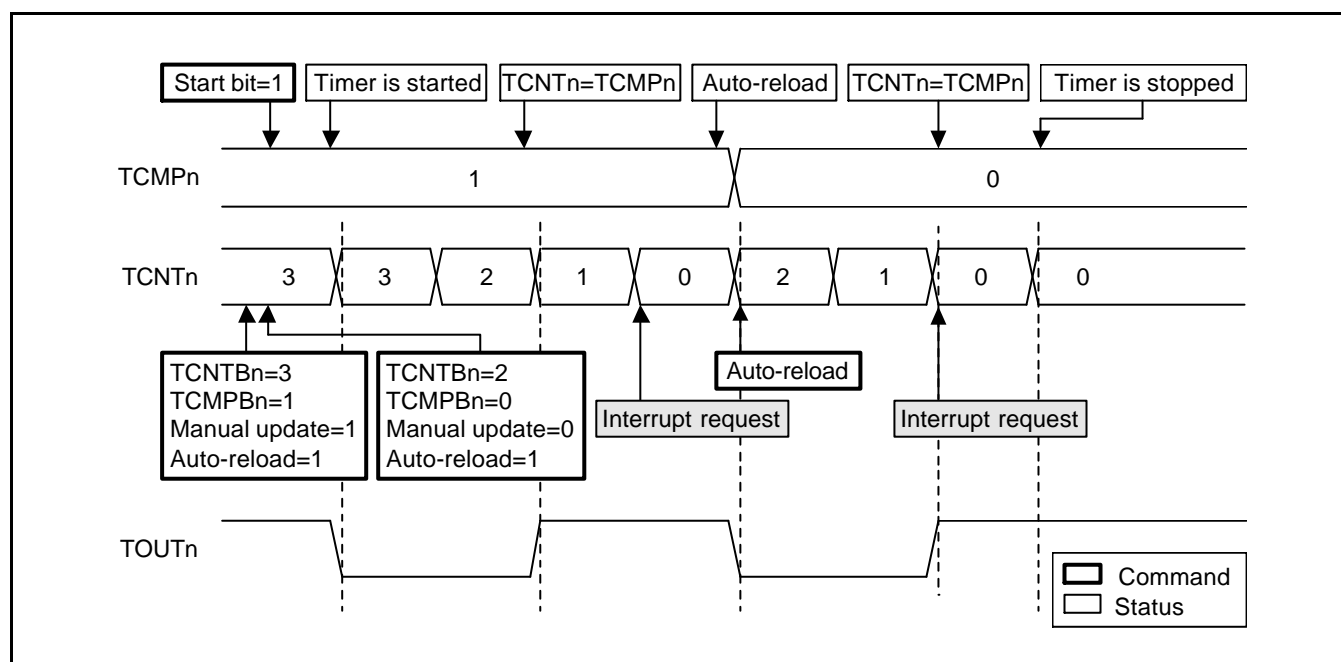 Start bit=1 Timer is started TCNTn=TCMPn Auto-reload TCNTn=TCMPn Timer is stopped
TCMPn 1 0
TCNTn 3 3 2 1 0 2 1 0 0
TCNTBn=3
TCMPBn=1
Manual update=1
Auto-reload=1
TCNTBn=2
TCMPBn=0
Manual update=0
Auto-reload=1
Interrupt request
Auto-reload
Interrupt request
TOUTn
Command
Status